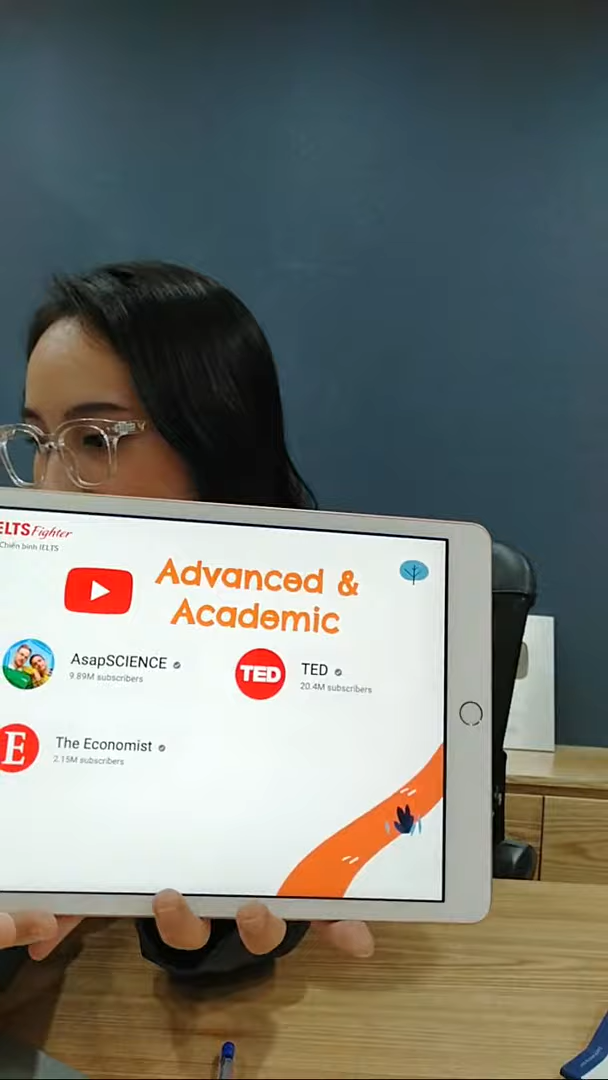 ELTS Fighter
Chiến binh IELTS
Advanced &
Academic
AsapSCIENCE
9.89M subscribers
TED
TED
20.4M subscribers
E
The Economist
2.15M subscribers